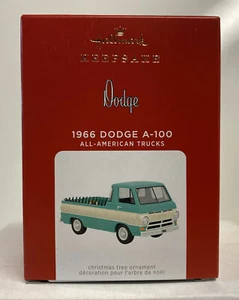 Hallmark
KEEPSAKE
Dodge
1966 DODGE A-100
ALL-AMERICAN TRUCKS
christmas tree ornament
décoration pour l'arbre de noël